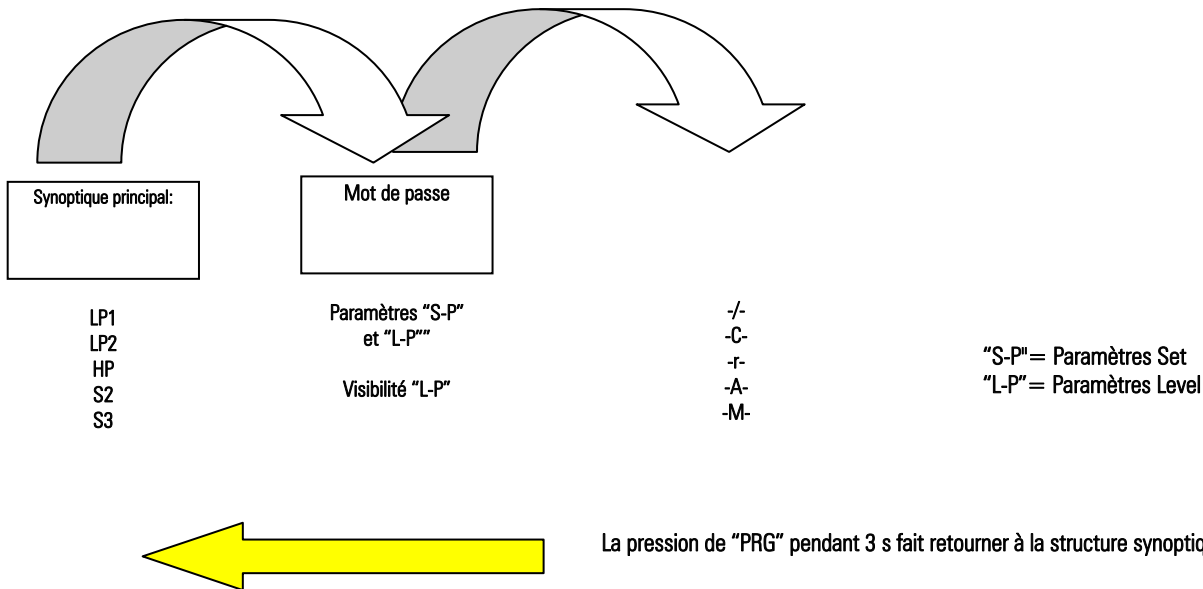 Synoptique principal:
Mot de passe
LP1
LP2
HP
S2
S3
Paramètres “S-P”
et “L-P””
Visibilité “L-P”
-/-
-C-
-r-
-A-
-M-
“S-P"= Paramètres Set
“L-P”= Paramètres Level
La pression de “PRG” pendant 3 s fait retourner à la structure